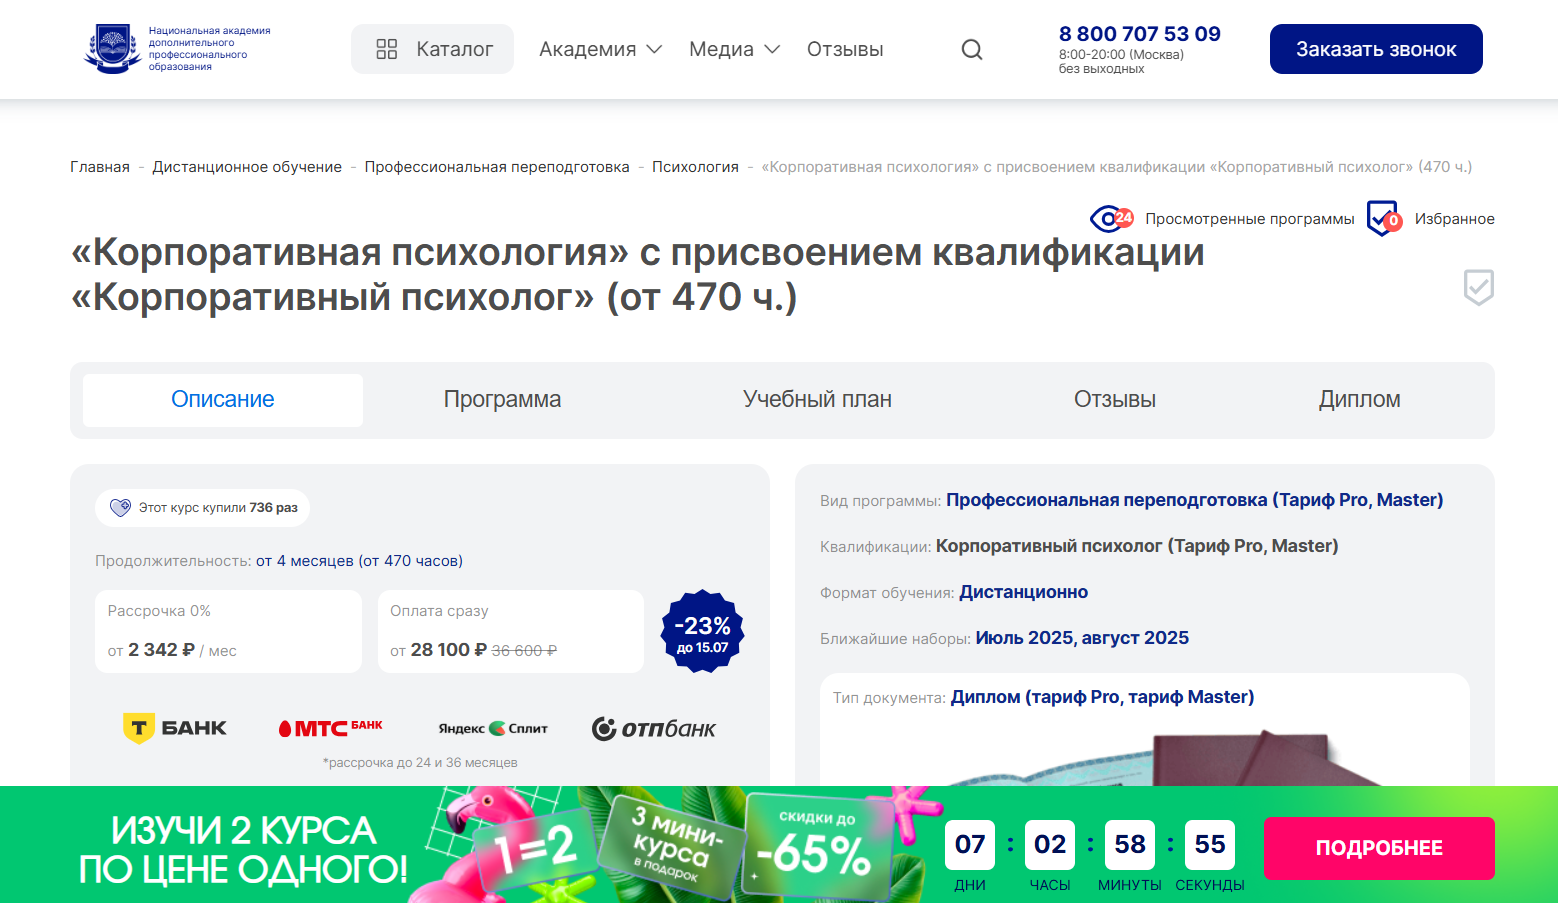 Национальная академия
дополнительного
профессионального
образования
Каталог
Академия
Медиа
Отзывы
8 800 707 53 09
8:00-20:00 (Москва)
без выходных
Заказать звонок
Главная - Дистанционное обучение - Профессиональная переподготовка - Психология - «Корпоративная психология» с присвоением квалификации «Корпоративный психолог» (470 ч.)
24 Просмотренные программы 0 Избранное
«Корпоративная психология» с присвоением квалификации
«Корпоративный психолог» (от 470 ч.)
Описание
Программа
Учебный план
Отзывы
Диплом
Этот курс купили 736 раз
Продолжительность: от 4 месяцев (от 470 часов)
Рассрочка 0%
от 2 342 ₽ / мес
Оплата сразу
от 28 100 ₽ 36 600 ₽
-23%
до 15.07
Т БАНК
МТС БАНК
Яндекс Сплит
отпбанк
*рассрочка до 24 и 36 месяцев
Вид программы: Профессиональная переподготовка (Тариф Pro, Master)
Квалификации: Корпоративный психолог (Тариф Pro, Master)
Формат обучения: Дистанционно
Ближайшие наборы: Июль 2025, август 2025
Тип документа: Диплом (тариф Pro, тариф Master)
ИЗУЧИ 2 КУРСА
ПО ЦЕНЕ ОДНОГО!
1=2
3 мини-
курса
в подарок
скидки до
-65%
07 : 02 : 58 : 55
ДНИ ЧАСЫ МИНУТЫ СЕКУНДЫ
ПОДРОБНЕЕ